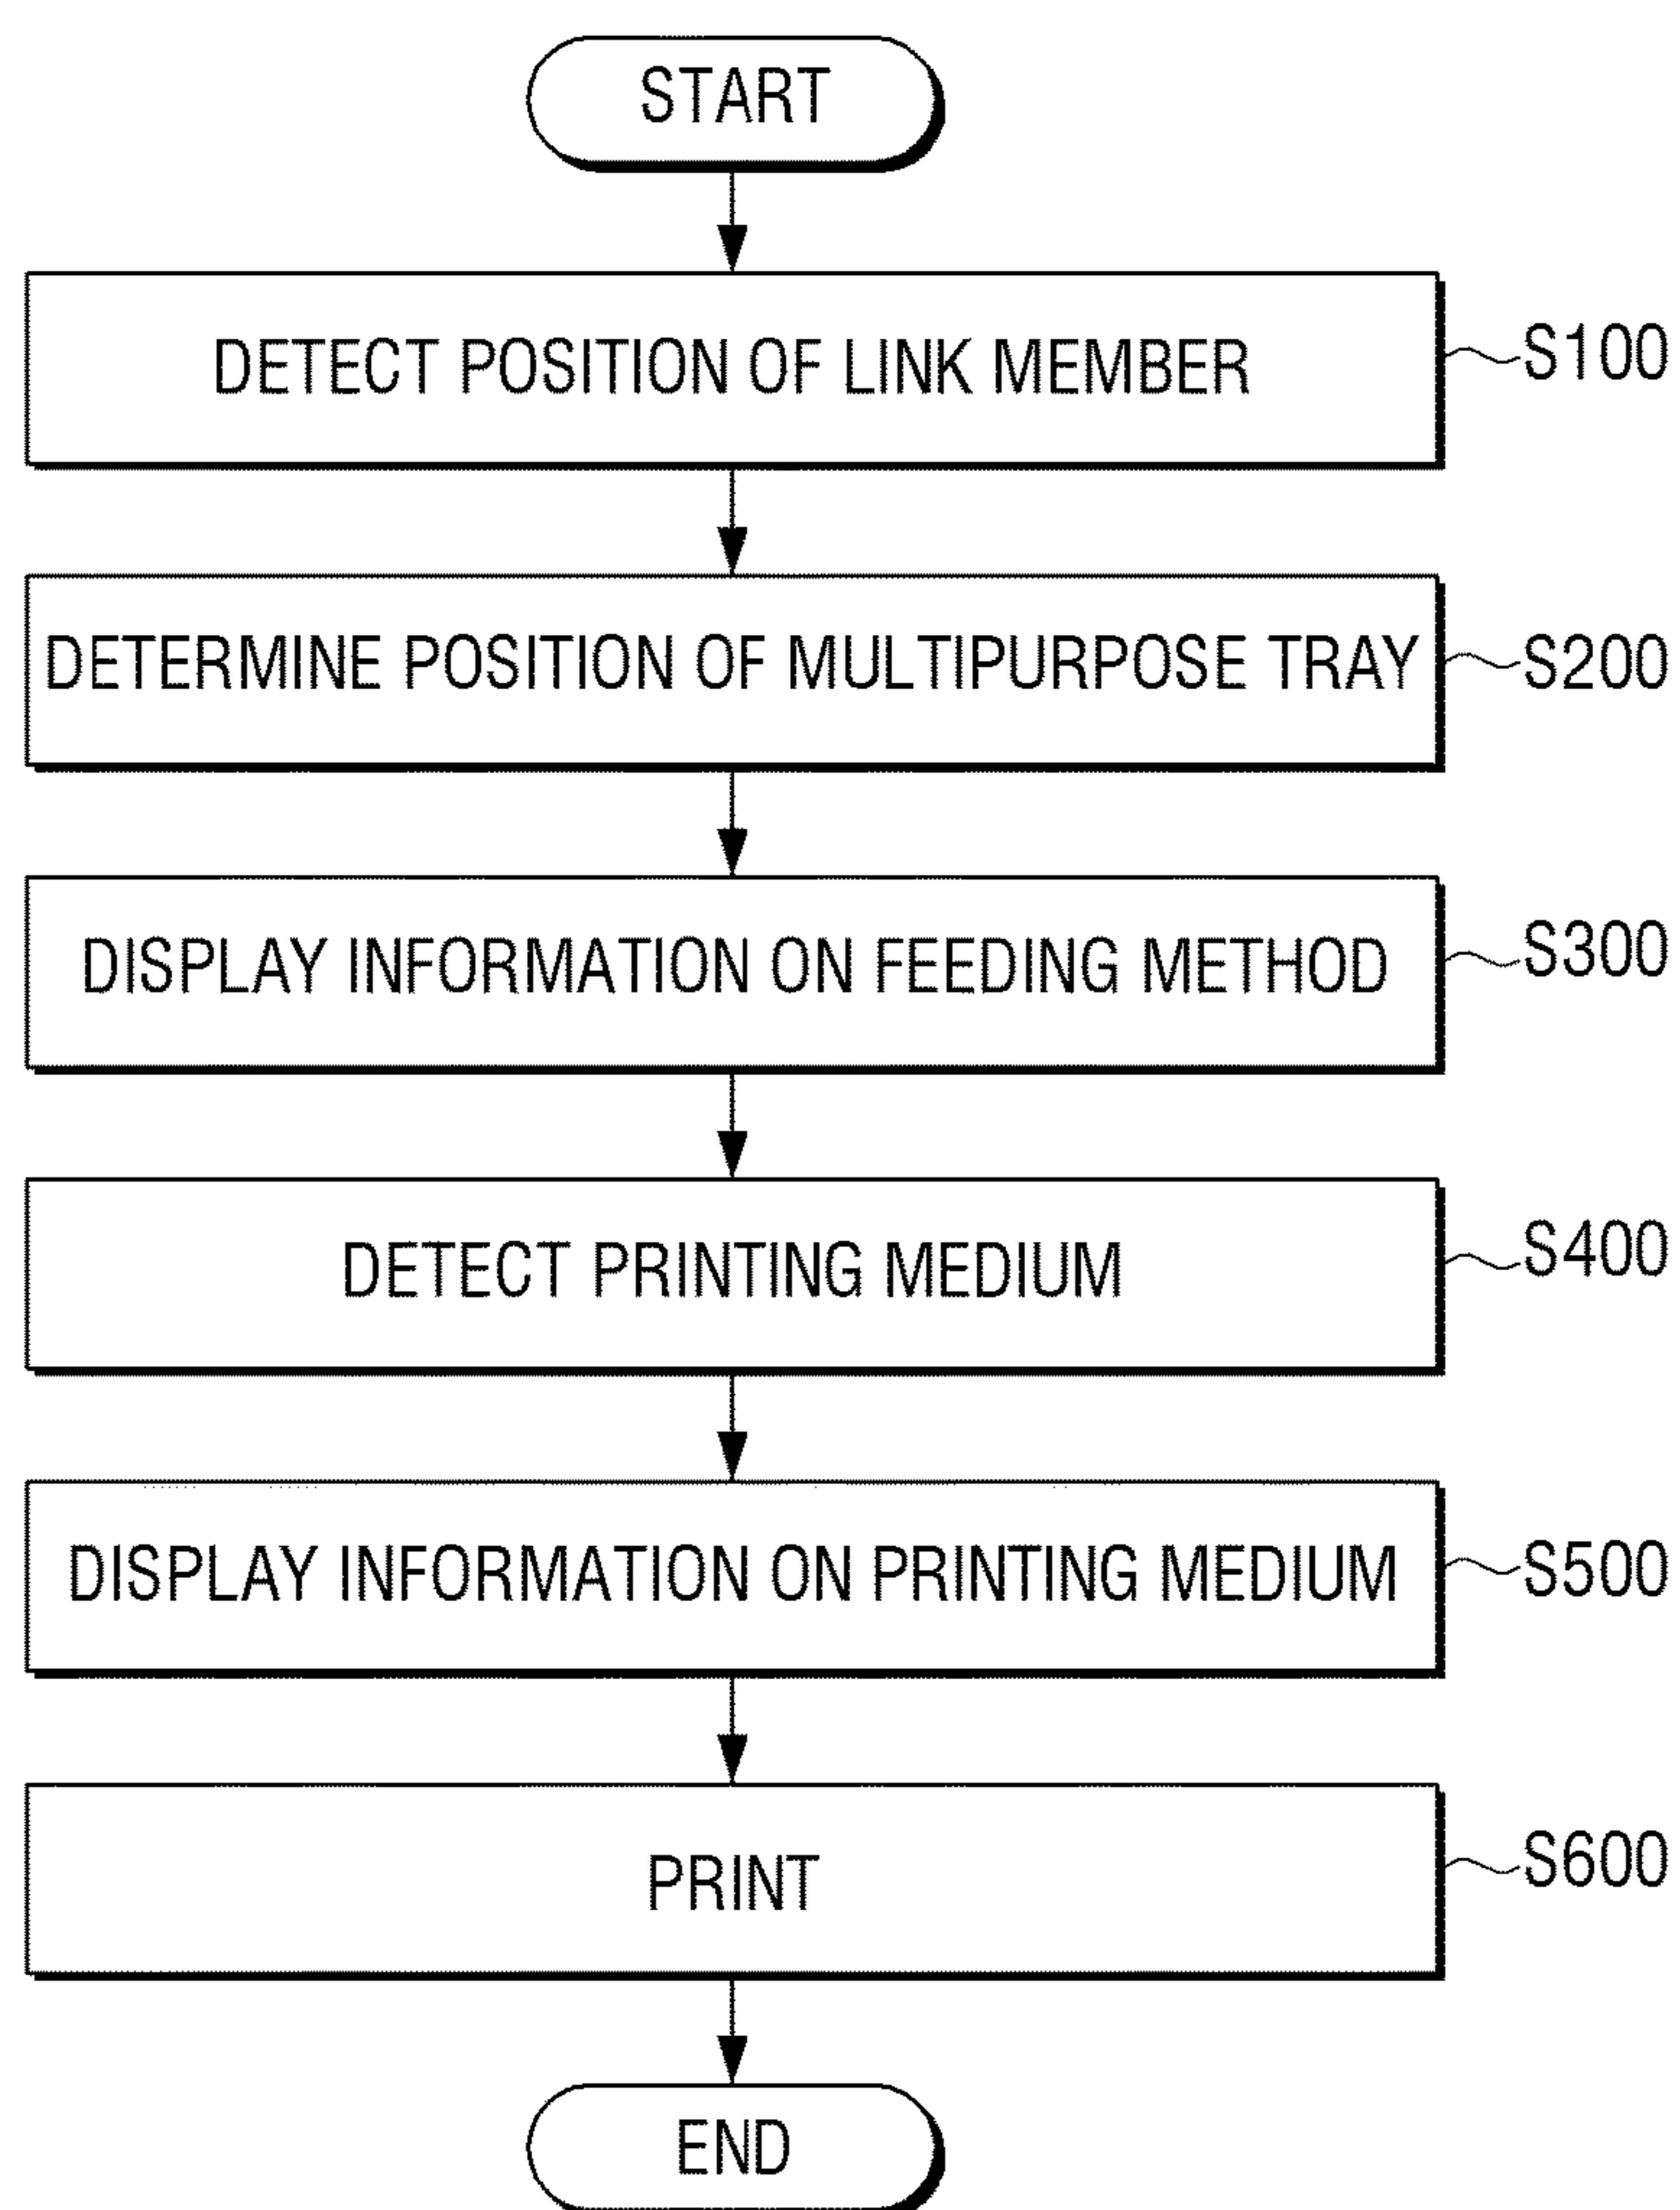 START
DETECT POSITION OF LINK MEMBER
S100
DETERMINE POSITION OF MULTIPURPOSE TRAY
S200
DISPLAY INFORMATION ON FEEDING METHOD
S300
DETECT PRINTING MEDIUM
S400
DISPLAY INFORMATION ON PRINTING MEDIUM
S500
PRINT
S600
END